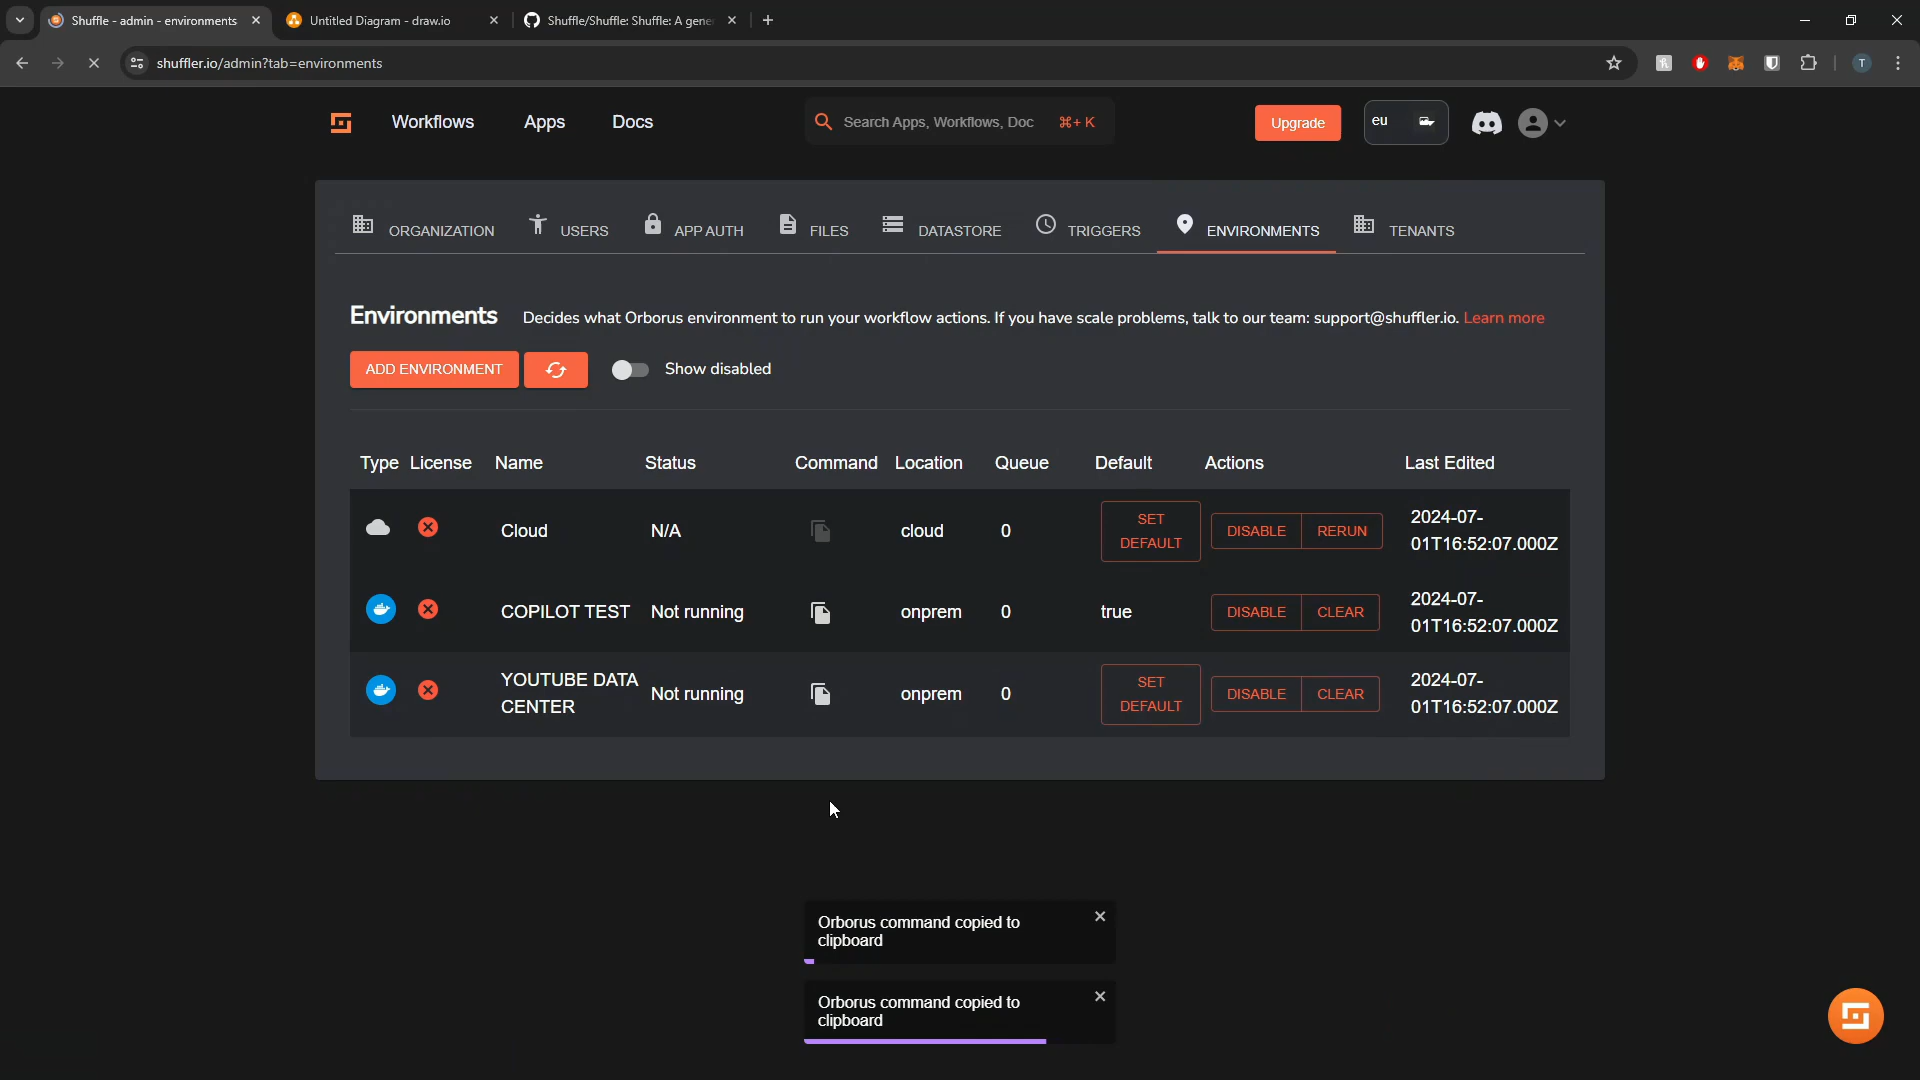 Shuffle - admin - environments
Untitled Diagram - draw.io
Shuffle/Shuffle: Shuffle: A gene
shuffler.io/admin?tab=environments
T
Workflows
Apps
Docs
Search Apps, Workflows, Doc
⌘+ K
Upgrade
eu
ORGANIZATION
USERS
APP AUTH
FILES
DATASTORE
TRIGGERS
ENVIRONMENTS
TENANTS
Environments
Decides what Orborus environment to run your workflow actions. If you have scale problems, talk to our team: support@shuffler.io. Learn more
ADD ENVIRONMENT
Show disabled
Type License Name Status Command Location Queue Default Actions Last Edited
Cloud N/A cloud 0 SET DEFAULT DISABLE RERUN 2024-07-
01T16:52:07.000Z
COPILOT TEST Not running onprem 0 true DISABLE CLEAR 2024-07-
01T16:52:07.000Z
YOUTUBE DATA CENTER Not running onprem 0 SET DEFAULT DISABLE CLEAR 2024-07-
01T16:52:07.000Z
Orborus command copied to
clipboard
Orborus command copied to
clipboard